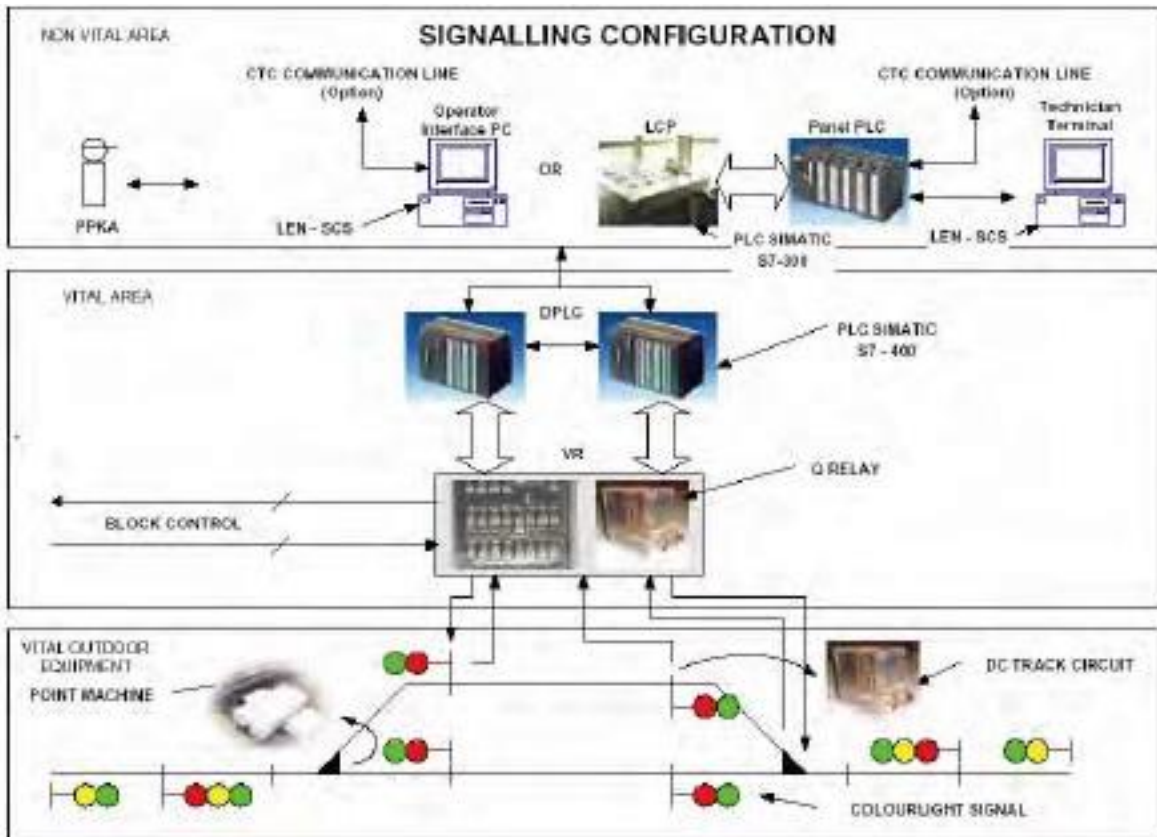 NON VITAL AREA
SIGNALLING CONFIGURATION
CTC COMMUNICATION LINE
(Option)
Operator
Interface PC
OR
LCP
Panel PLC
CTC COMMUNICATION LINE
(Option)
Technician
Terminal
PPKA
LEN - SCS
PLC SIMATIC
S7-300
LEN - SCS
VITAL AREA
DPLC
PLC SIMATIC
S7 - 400
VR
Q RELAY
BLOCK CONTROL
VITAL OUTDOOR
EQUIPMENT
POINT MACHINE
DC TRACK CIRCUIT
COLOURLIGHT SIGNAL